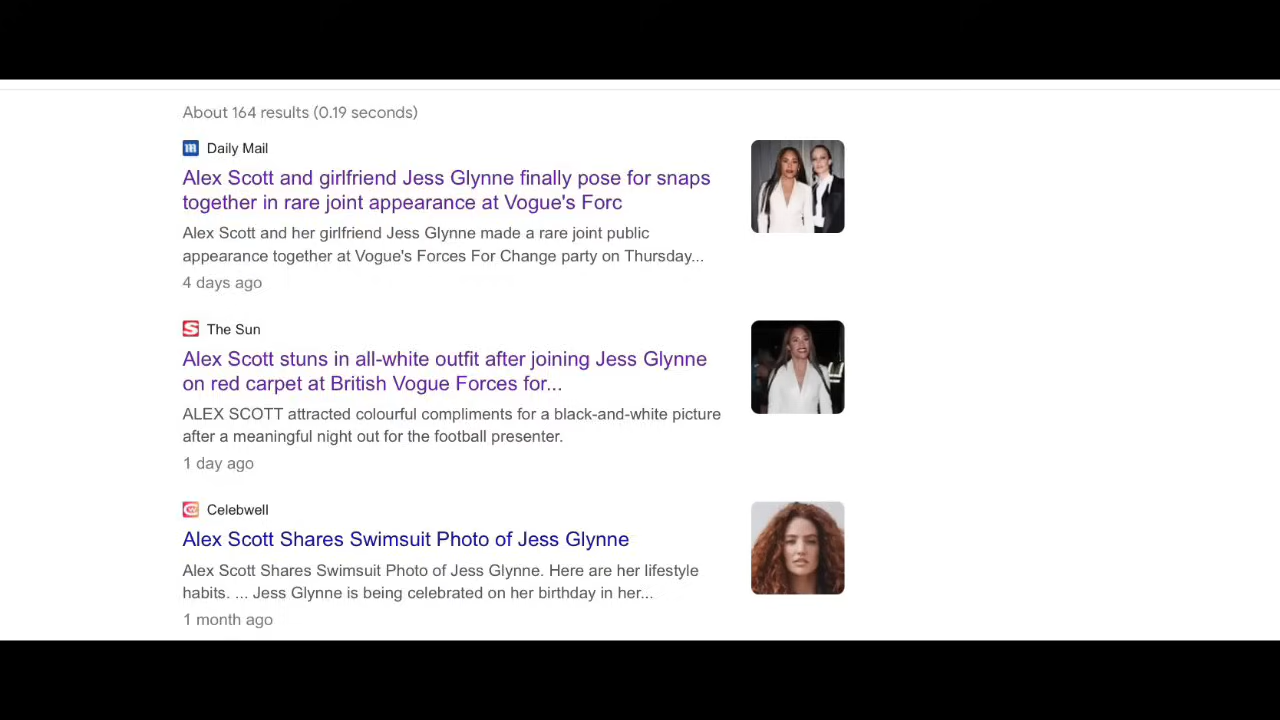 About 164 results (0.19 seconds)
Daily Mail
Alex Scott and girlfriend Jess Glynne finally pose for snaps
together in rare joint appearance at Vogue's Forc
Alex Scott and her girlfriend Jess Glynne made a rare joint public
appearance together at Vogue's Forces For Change party on Thursday...
4 days ago
The Sun
Alex Scott stuns in all-white outfit after joining Jess Glynne
on red carpet at British Vogue Forces for...
ALEX SCOTT attracted colourful compliments for a black-and-white picture
after a meaningful night out for the football presenter.
1 day ago
Celebwell
Alex Scott Shares Swimsuit Photo of Jess Glynne
Alex Scott Shares Swimsuit Photo of Jess Glynne. Here are her lifestyle
habits. ... Jess Glynne is being celebrated on her birthday in her...
1 month ago